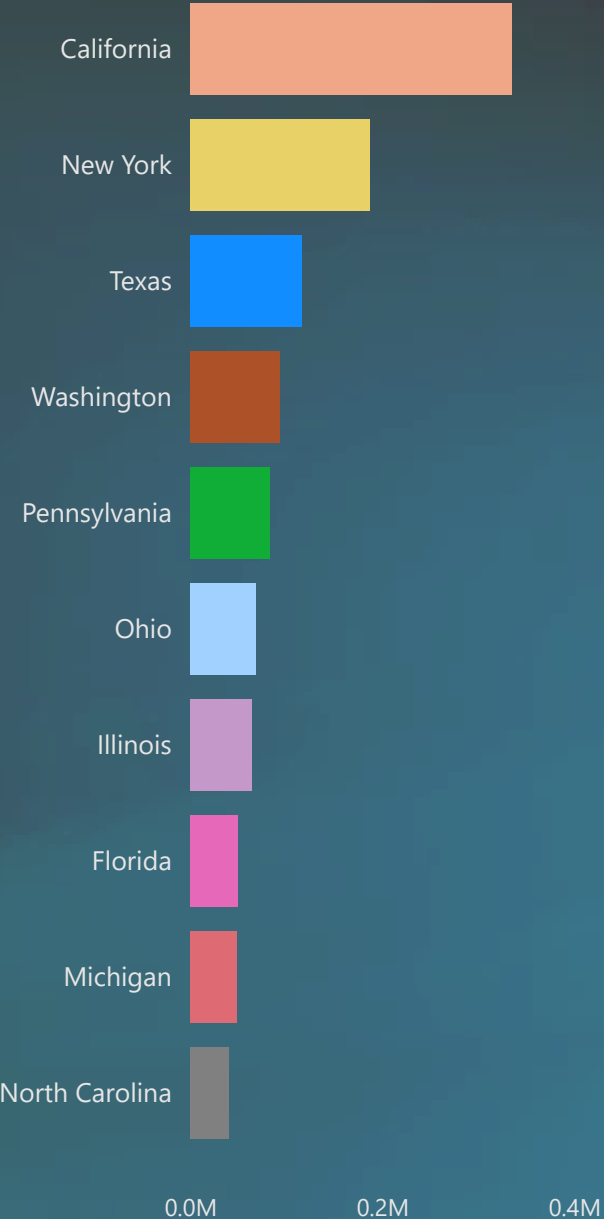 California
New York
Texas
Washington
Pennsylvania
Ohio
Illinois
Florida
Michigan
North Carolina
0.0M 0.2M 0.4M